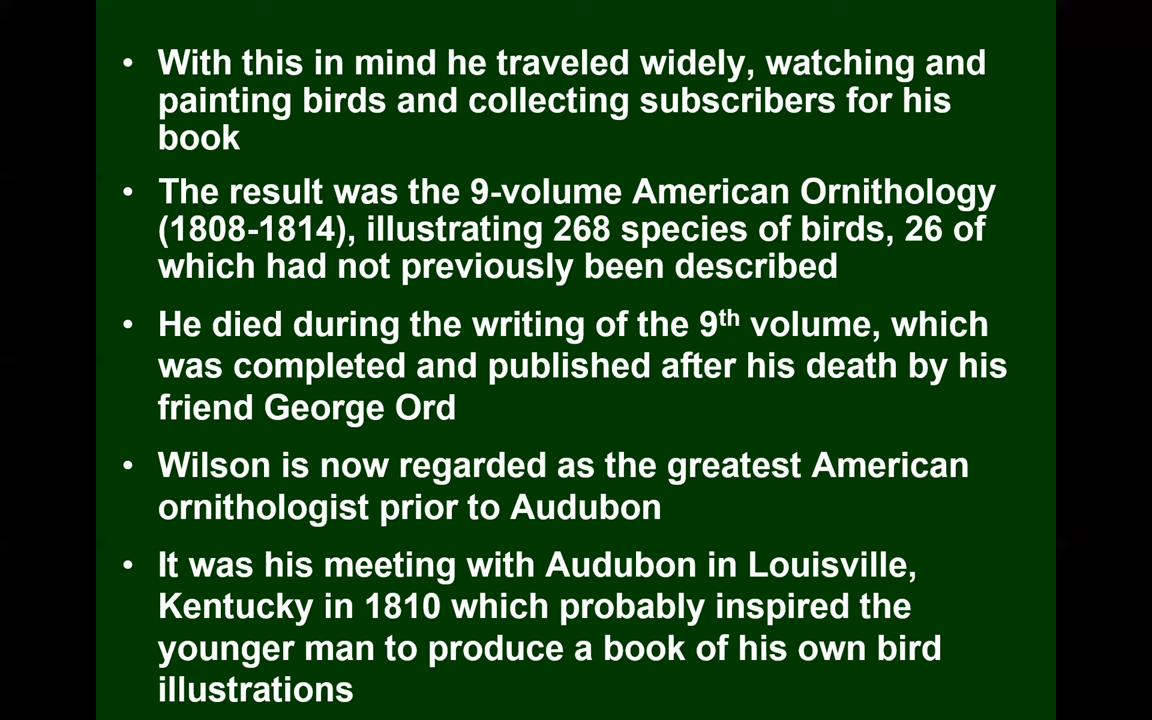 • With this in mind he traveled widely, watching and
painting birds and collecting subscribers for his
book
• The result was the 9-volume American Ornithology
(1808-1814), illustrating 268 species of birds, 26 of
which had not previously been described
• He died during the writing of the 9th volume, which
was completed and published after his death by his
friend George Ord
• Wilson is now regarded as the greatest American
ornithologist prior to Audubon
• It was his meeting with Audubon in Louisville,
Kentucky in 1810 which probably inspired the
younger man to produce a book of his own bird
illustrations